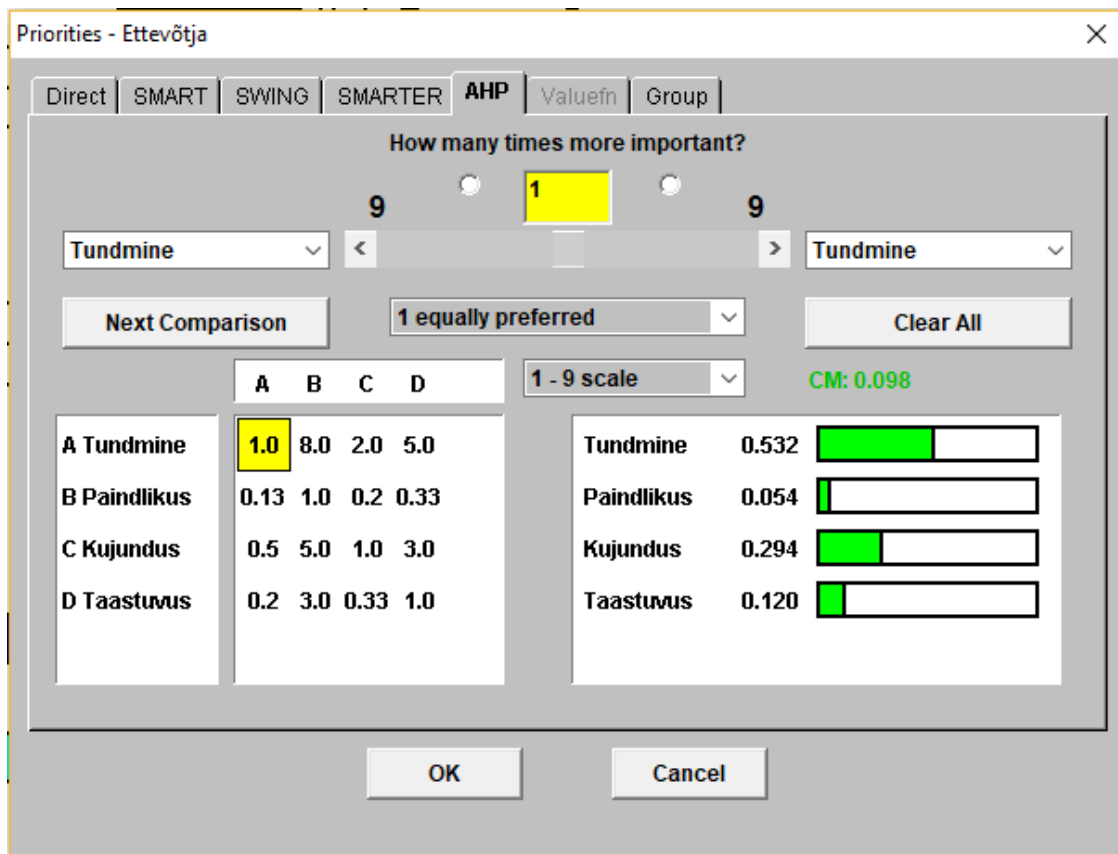 Priorities - Ettevõtja
Direct SMART SWING SMARTER AHP Valuefn Group
How many times more important?
9 1 9
Tundmine < > Tundmine
Next Comparison 1 equally preferred Clear All
A B C D 1 - 9 scale CM: 0.098
A Tundmine 1.0 8.0 2.0 5.0 Tundmine 0.532
B Paindlikus 0.13 1.0 0.2 0.33 Paindlikus 0.054
C Kujundus 0.5 5.0 1.0 3.0 Kujundus 0.294
D Taastuvus 0.2 3.0 0.33 1.0 Taastuvus 0.120
OK Cancel